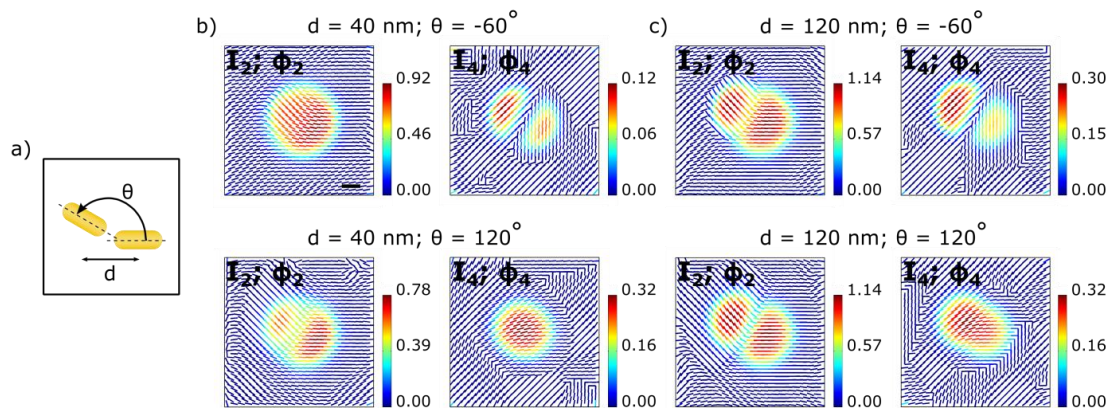 b)
d = 40 nm; θ = -60°
c)
d = 120 nm; θ = -60°
I₂; ϕ₂
0.92
0.46
0.00
I₄; ϕ₄
0.12
0.06
0.00
I₂; ϕ₂
1.14
0.57
0.00
I₄; ϕ₄
0.30
0.15
0.00
a)
θ
d
d = 40 nm; θ = 120°
d = 120 nm; θ = 120°
I₂; ϕ₂
0.78
0.39
0.00
I₄; ϕ₄
0.32
0.16
0.00
I₂; ϕ₂
1.14
0.57
0.00
I₄; ϕ₄
0.32
0.16
0.00